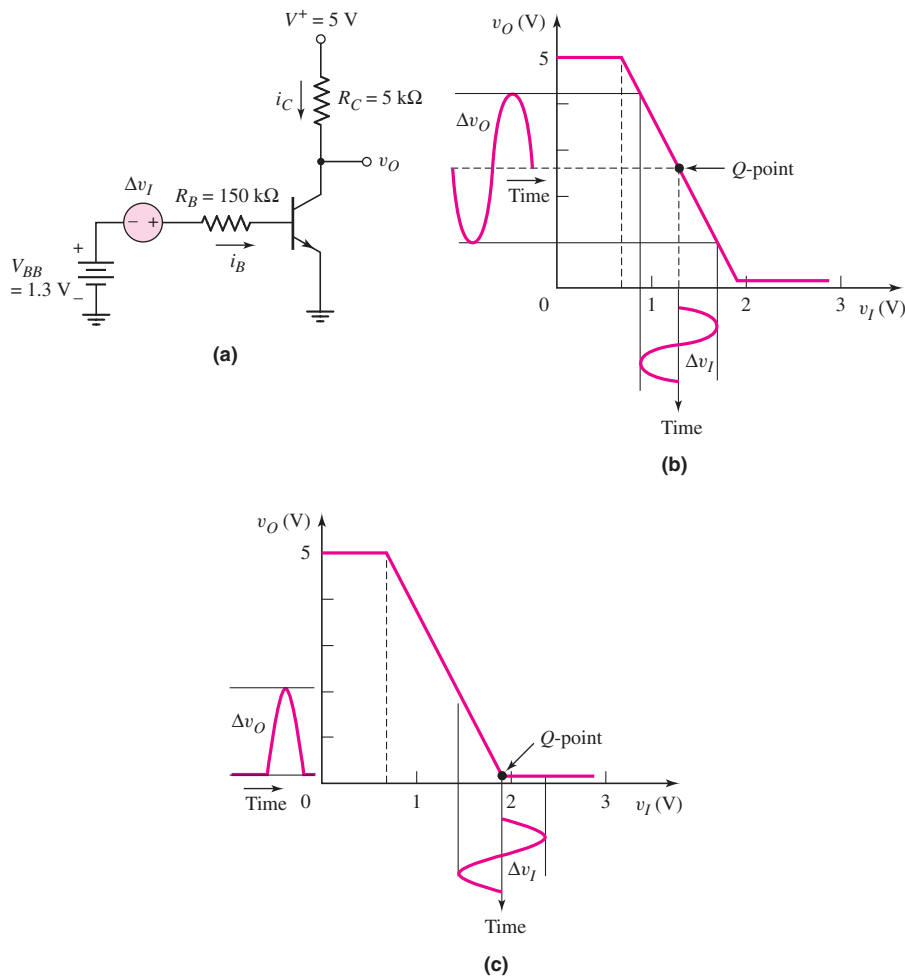 V⁺ = 5 V
i_C
R_C = 5 kΩ
v_O
Δv_I
R_B = 150 kΩ
i_B
V_BB
= 1.3 V
+
−
− +
(a)
v_O (V)
5
Δv_O
Time
Q-point
0
1
2
3
v_I (V)
Δv_I
Time
(b)
v_O (V)
5
Δv_O
Q-point
Time
0
1
2
3
v_I (V)
Δv_I
Time
(c)